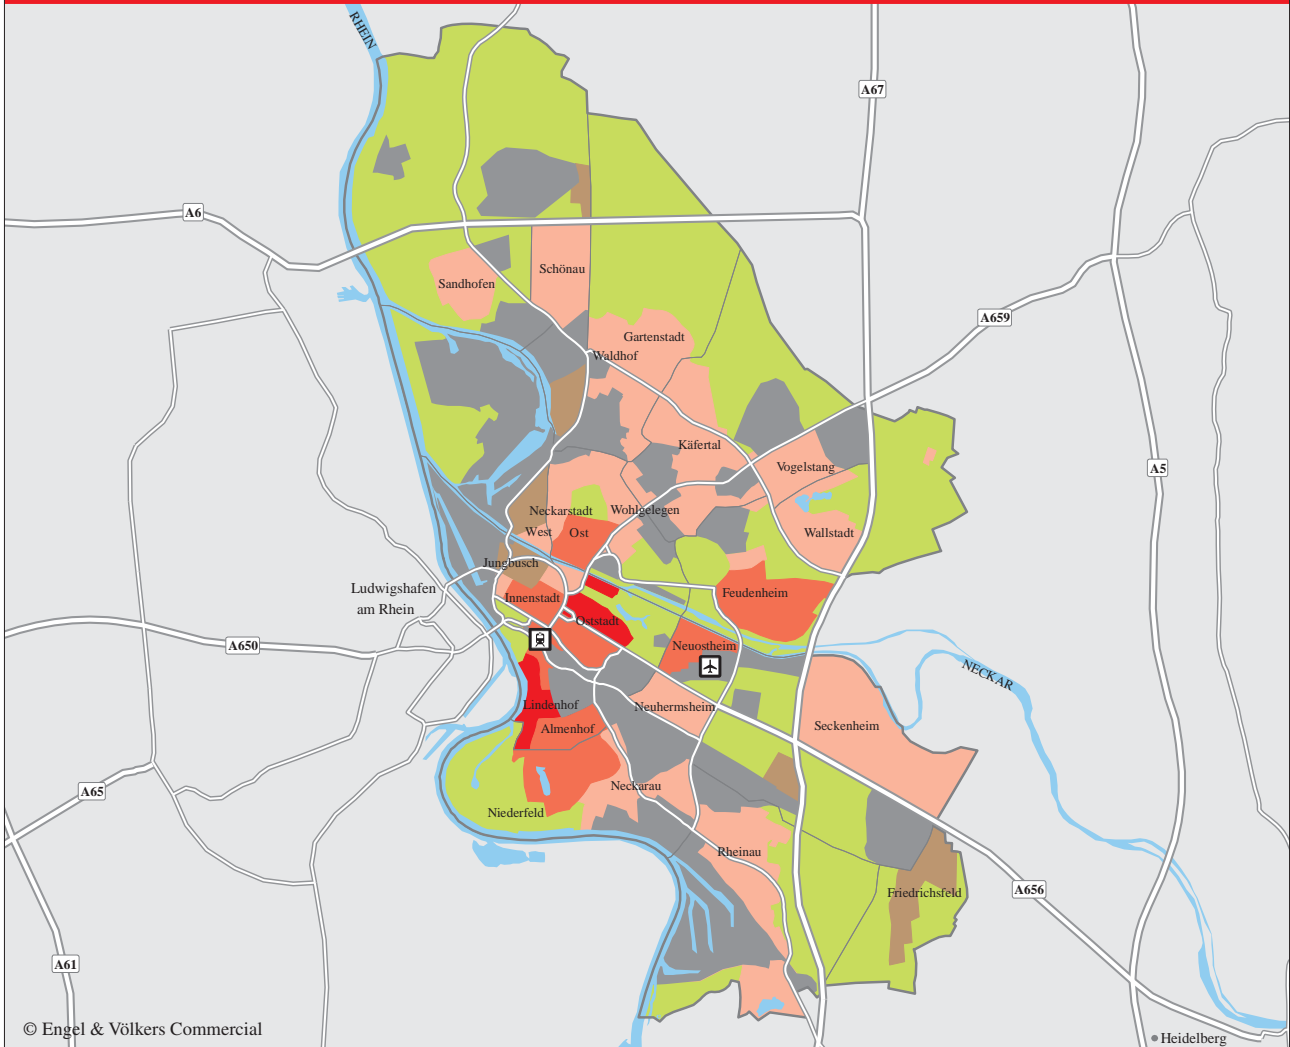 RHEIN
A67
A6
Schönau
Sandhofen
A659
Gartenstadt
Waldhof
Käfertal
Vogelstang
A5
Neckarstadt
Wohlgelegen
West
Ost
Wallstadt
Jungbusch
Ludwigshafen
am Rhein
Innenstadt
Feudenheim
Oststadt
A650
Neuostheim
NECKAR
Lindenhof
Neuhermsheim
Almenhof
Seckenheim
A65
Neckarau
Niederfeld
Rheinau
A656
Friedrichsfeld
A61
© Engel & Völkers Commercial
Heidelberg